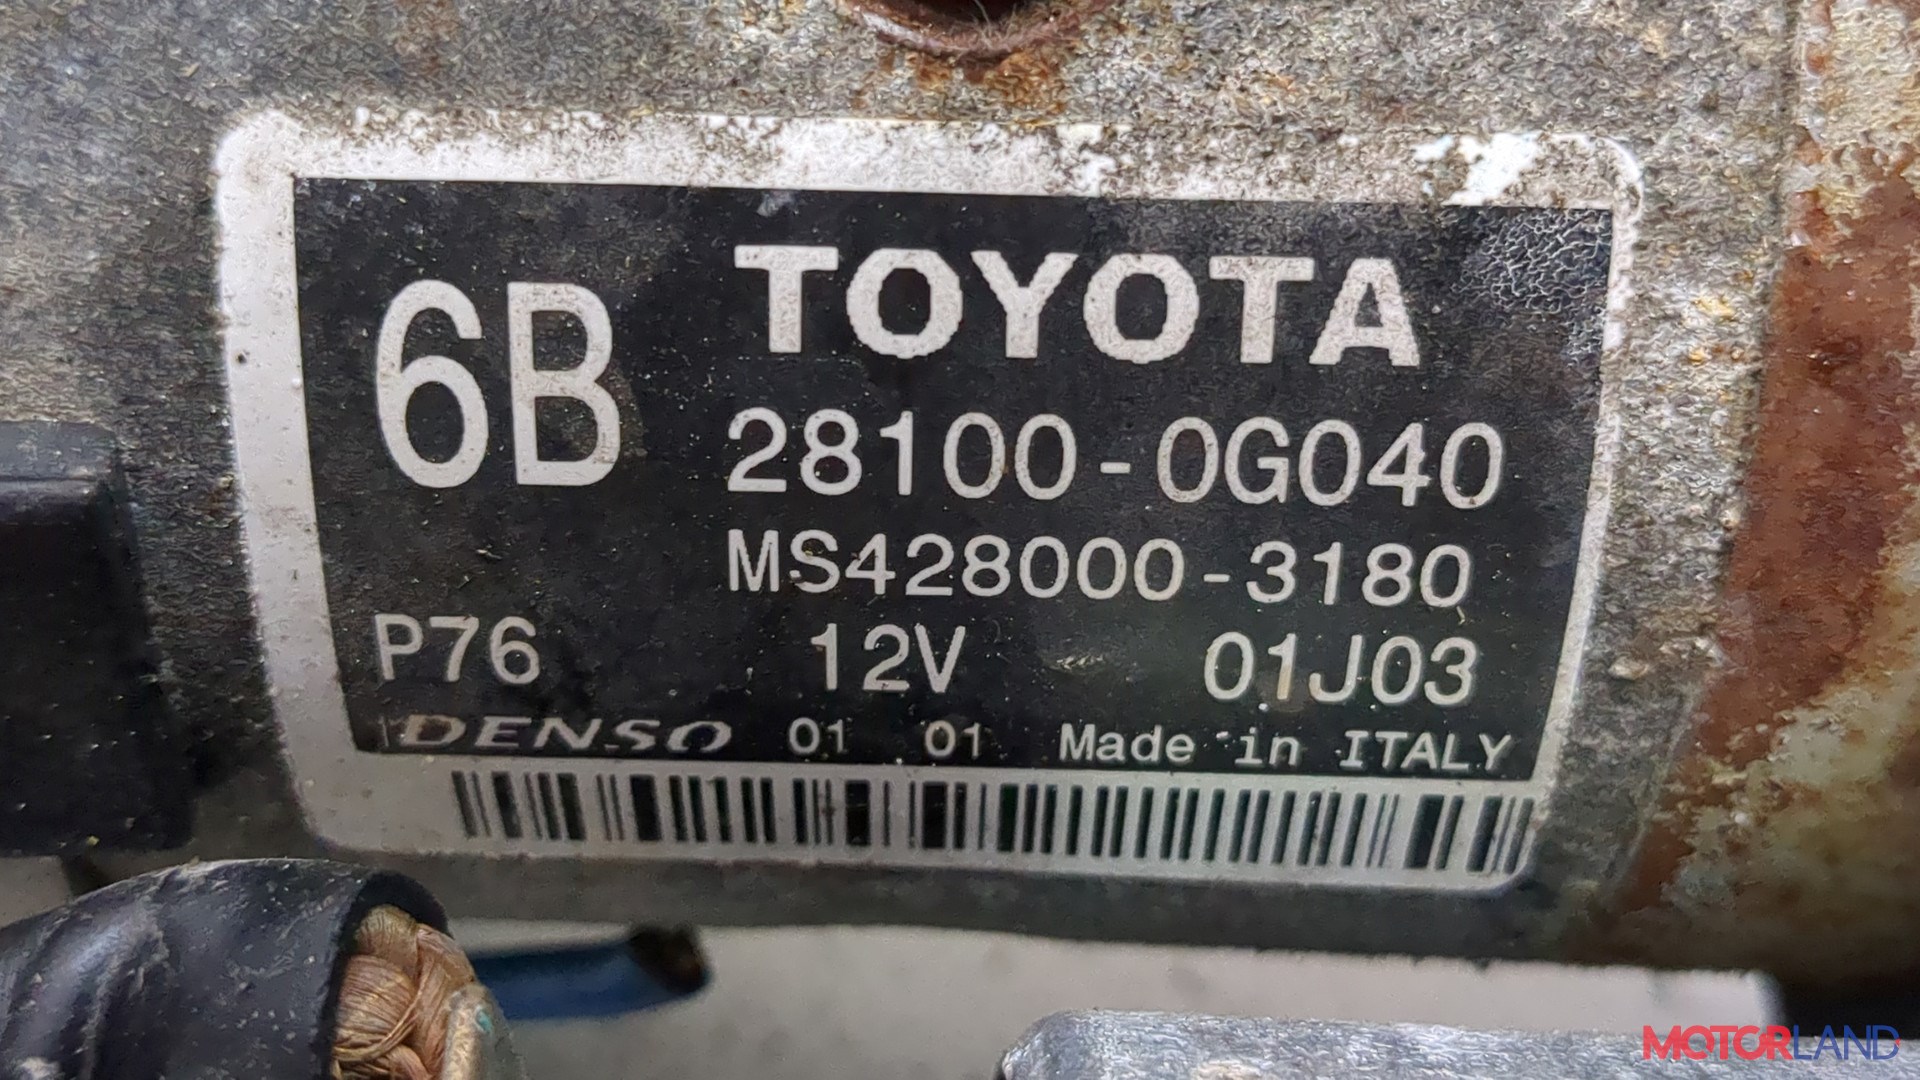 6B TOYOTA
28100-0G040
MS428000-3180
P76 12V 01J03
DENSO 01 01 Made in ITALY
MOTORLAND